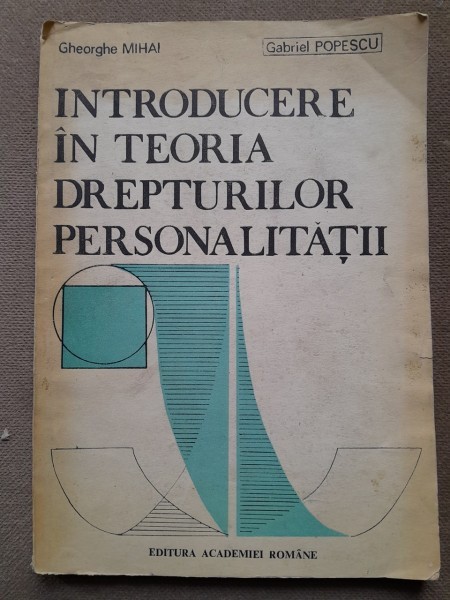 Gheorghe MIHAI
Gabriel POPESCU
INTRODUCERE
ÎN TEORIA
DREPTURILOR
PERSONALITĂȚII
EDITURA ACADEMIEI ROMÂNE